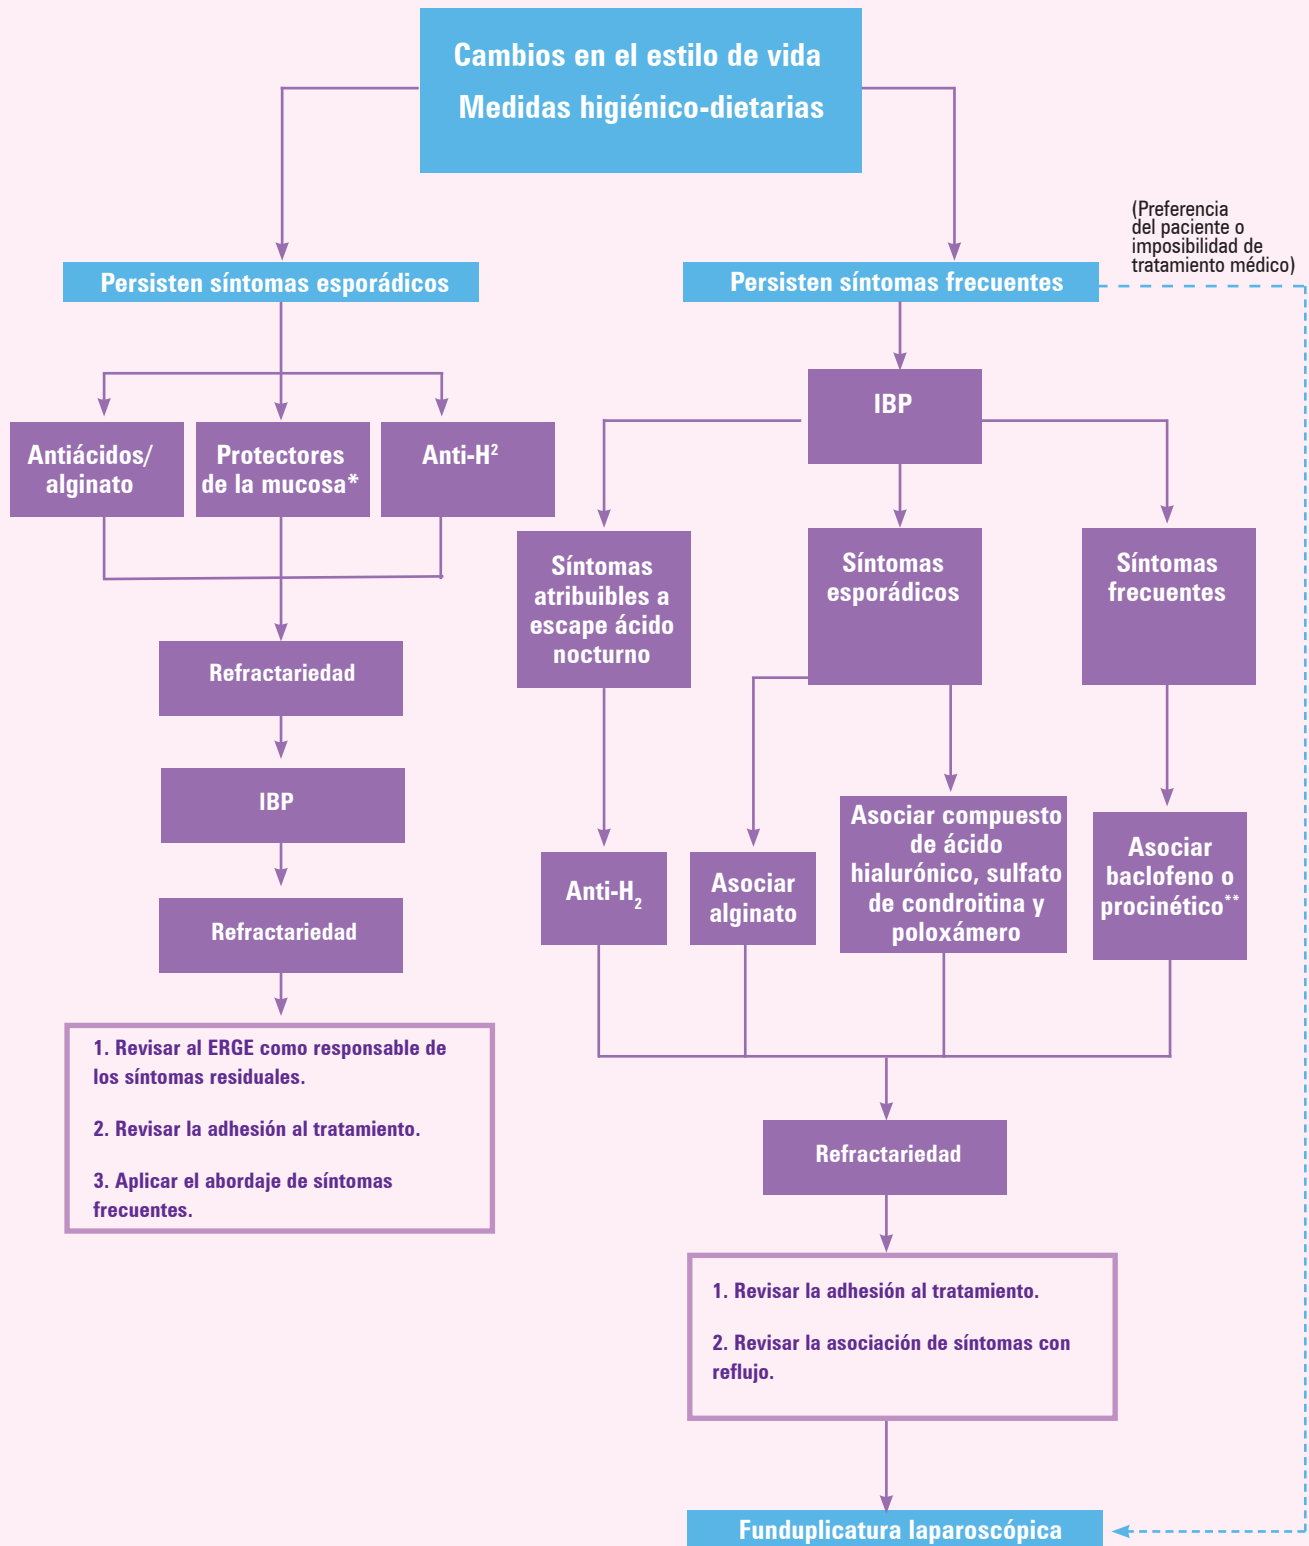 Cambios en el estilo de vida
Medidas higiénico-dietarias
(Preferencia
del paciente o
imposibilidad de
tratamiento médico)
Persisten síntomas esporádicos
Persisten síntomas frecuentes
IBP
Antiácidos/
alginato
Protectores
de la mucosa*
Anti-H²
Síntomas
atribuibles a
escape ácido
nocturno
Síntomas
esporádicos
Síntomas
frecuentes
Refractariedad
IBP
Refractariedad
Anti-H₂
Asociar
alginato
Asociar compuesto
de ácido
hialurónico, sulfato
de condroitina y
poloxámero
Asociar
baclofeno o
procinético**
1. Revisar al ERGE como responsable de
los síntomas residuales.
2. Revisar la adhesión al tratamiento.
3. Aplicar el abordaje de síntomas
frecuentes.
Refractariedad
1. Revisar la adhesión al tratamiento.
2. Revisar la asociación de síntomas con
reflujo.
Funduplicatura laparoscópica